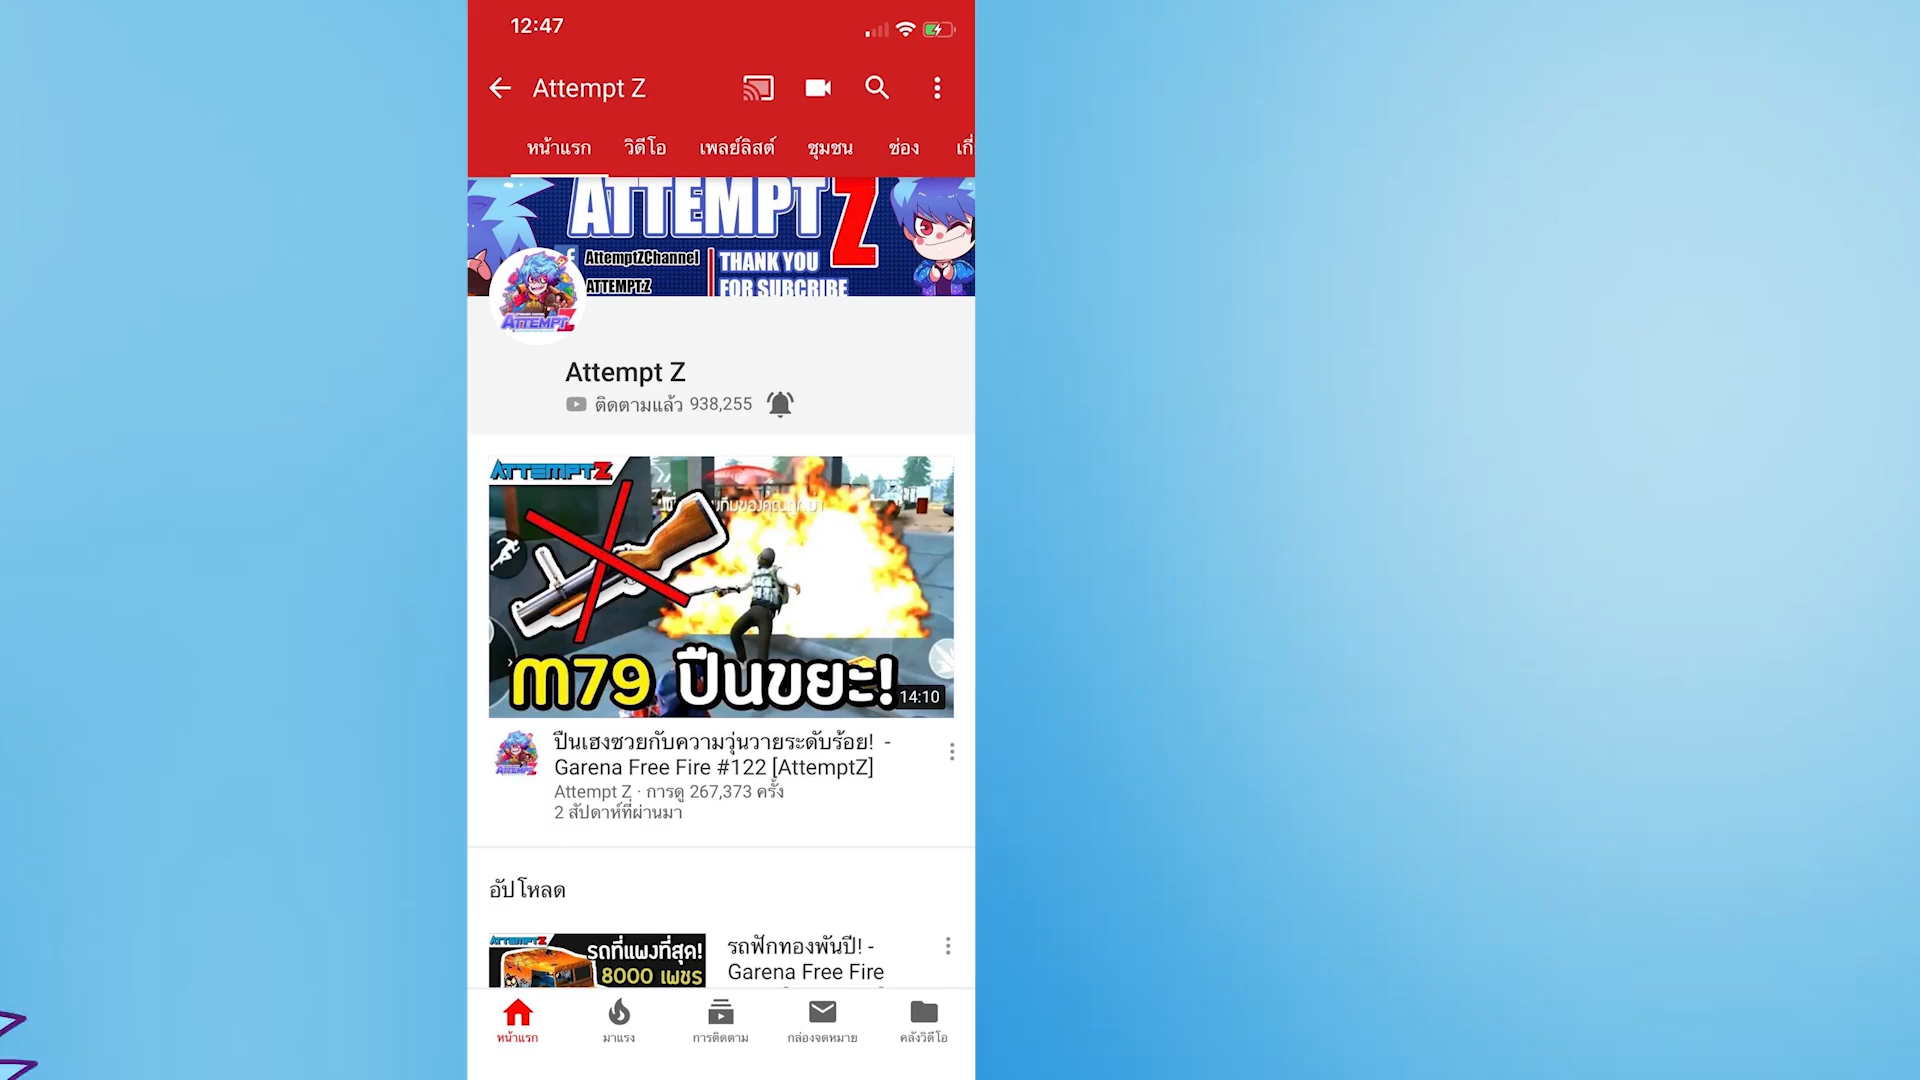 12:47
Attempt Z
หน้าแรก วิดีโอ เพลย์ลิสต์ ชุมชน ช่อง
ATTEMPT Z
AttemptZChannel
ATTEMPTZ
THANK YOU
FOR SUBCRIBE
ATTEMPTZ
Attempt Z
ติดตามแล้ว 938,255
ATTEMPTZ
m79 ปืนขยะ!
14:10
ปืนเฮงซวยกับความวุ่นวายระดับร้อย! -
Garena Free Fire #122 [AttemptZ]
Attempt Z · การดู 267,373 ครั้ง
2 สัปดาห์ที่ผ่านมา
ATTEMPTZ
อัปโหลด
ATTEMPTZ
รถที่แพงที่สุด!
8000 เพชร
รถฟักทองพันปี! -
Garena Free Fire
หน้าแรก มาแรง การติดตาม กล่องจดหมาย คลังวิดีโอ